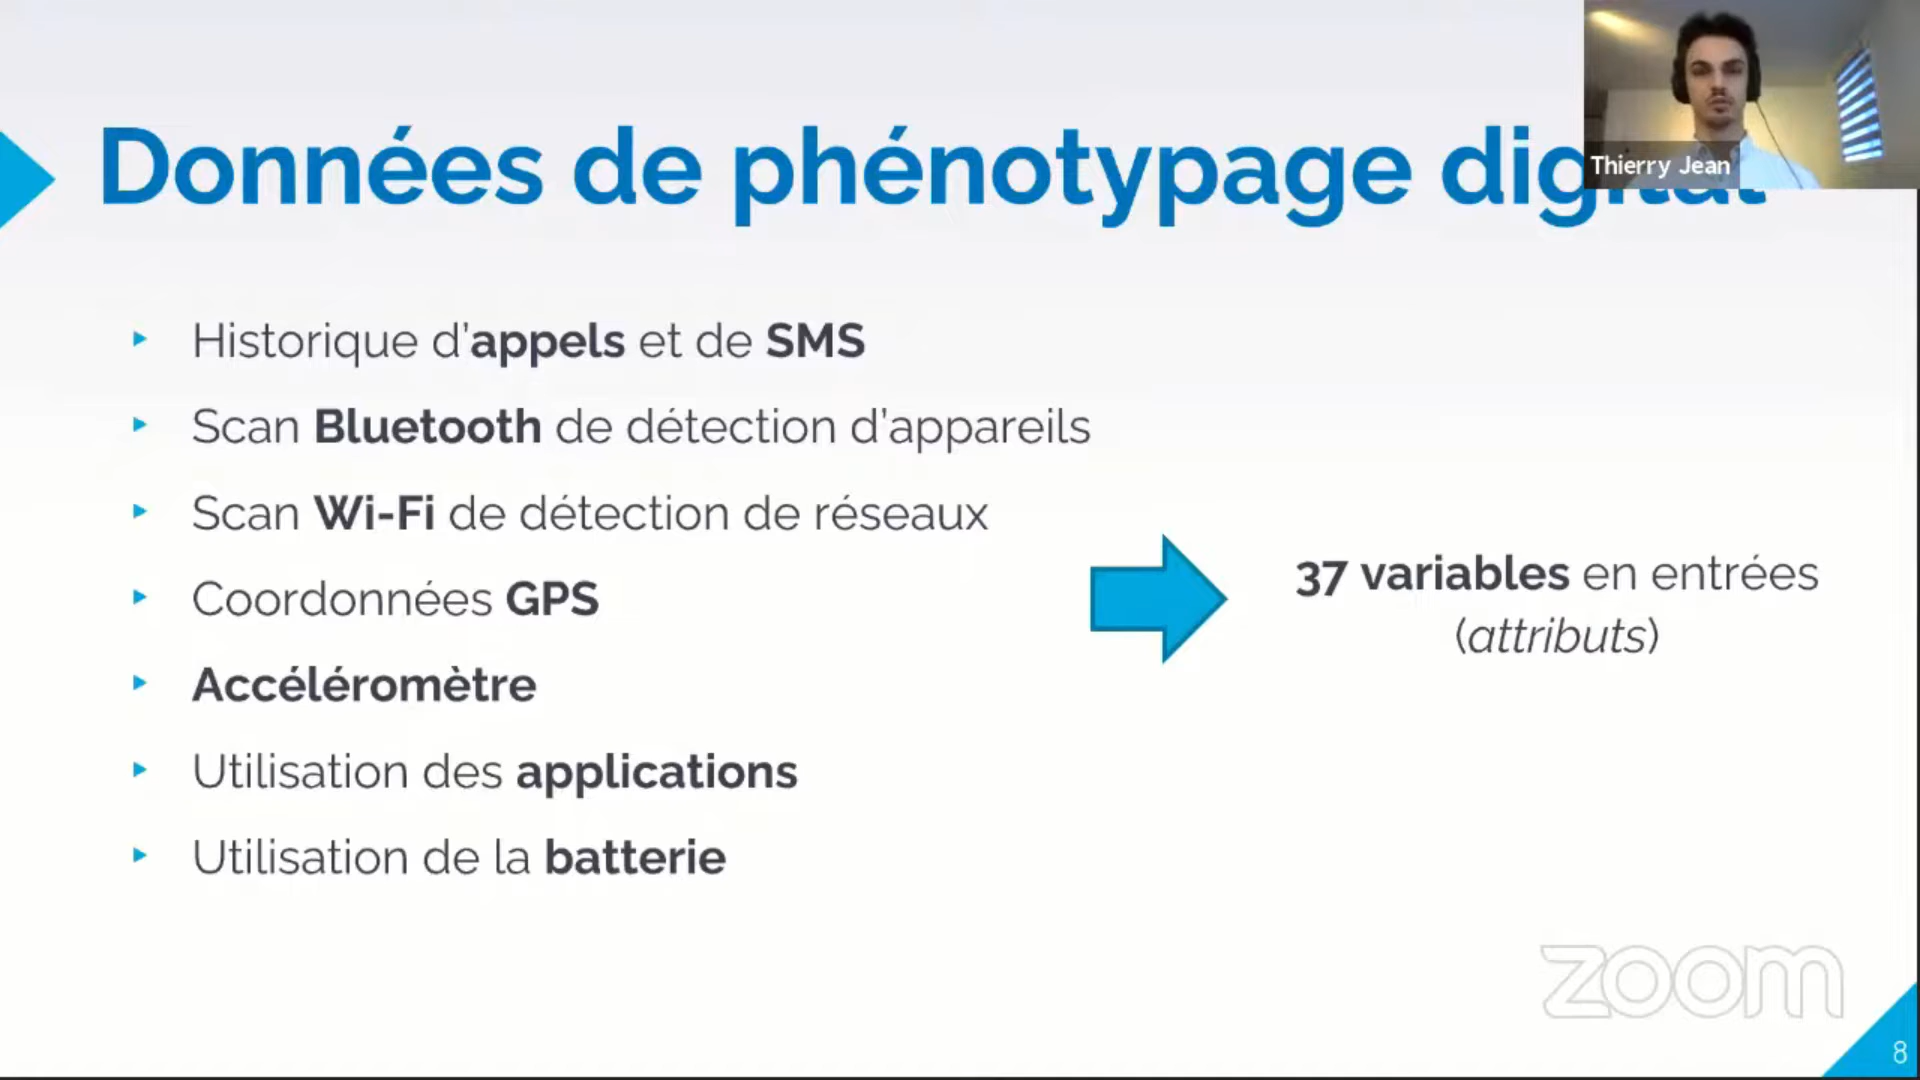 Données de phénotypage digital
Thierry Jean
Historique d'appels et de SMS
Scan Bluetooth de détection d'appareils
Scan Wi-Fi de détection de réseaux
Coordonnées GPS
Accéléromètre
Utilisation des applications
Utilisation de la batterie
37 variables en entrées
(attributs)
zoom
8